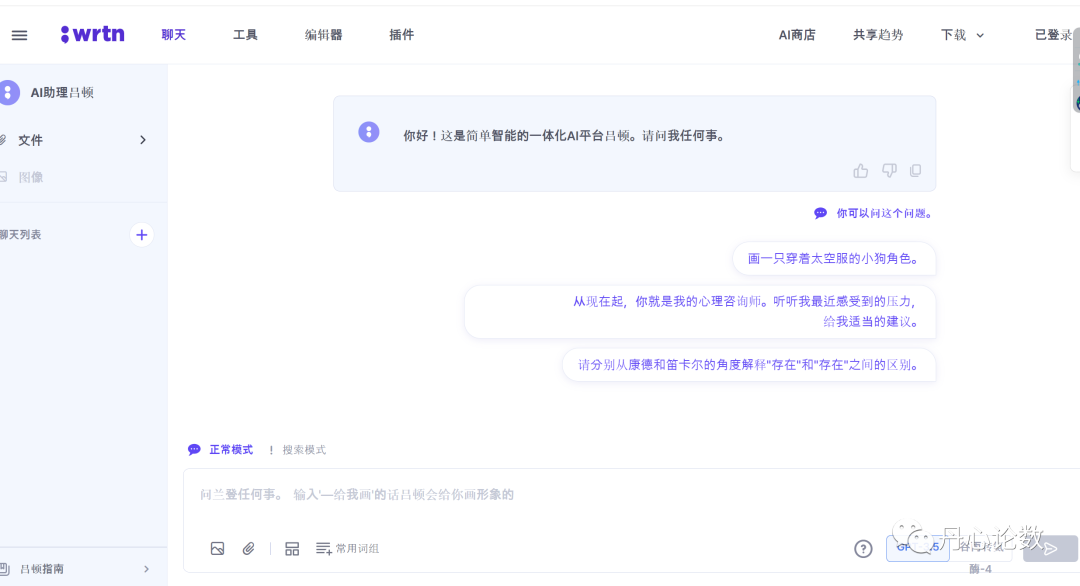 wrtn
聊天
工具
编辑器
插件
AI商店
共享趋势
下载
已登录
AI助理吕顿
文件
图像
聊天列表
你好！这是简单智能的一体化AI平台吕顿。请问我任何事。
你可以问这个问题。
画一只穿着太空服的小狗角色。
从现在起，你就是我的心理咨询师。听听我最近感受到的压力，
给我适当的建议。
请分别从康德和笛卡尔的角度解释"存在"和"存在"之间的区别。
正常模式
! 搜索模式
问兰登任何事。 输入'—给我画'的话吕顿会给你画形象的
常用词组
丹心论数
酶-4
吕顿指南